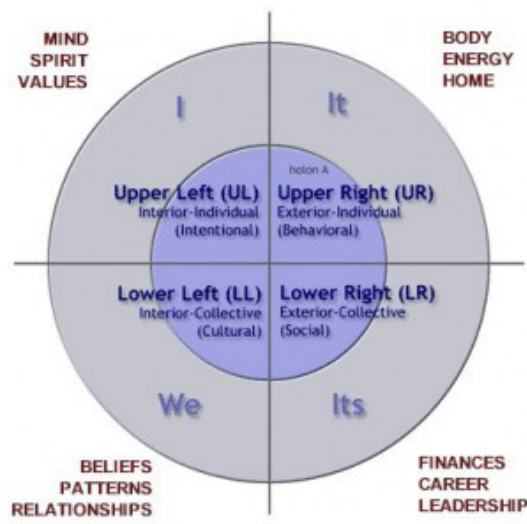 MIND
SPIRIT
VALUES
BODY
ENERGY
HOME
I
It
holon A
Upper Left (UL)
Interior-Individual
(Intentional)
Upper Right (UR)
Exterior-Individual
(Behavioral)
Lower Left (LL)
Interior-Collective
(Cultural)
Lower Right (LR)
Exterior-Collective
(Social)
We
Its
BELIEFS
PATTERNS
RELATIONSHIPS
FINANCES
CAREER
LEADERSHIP